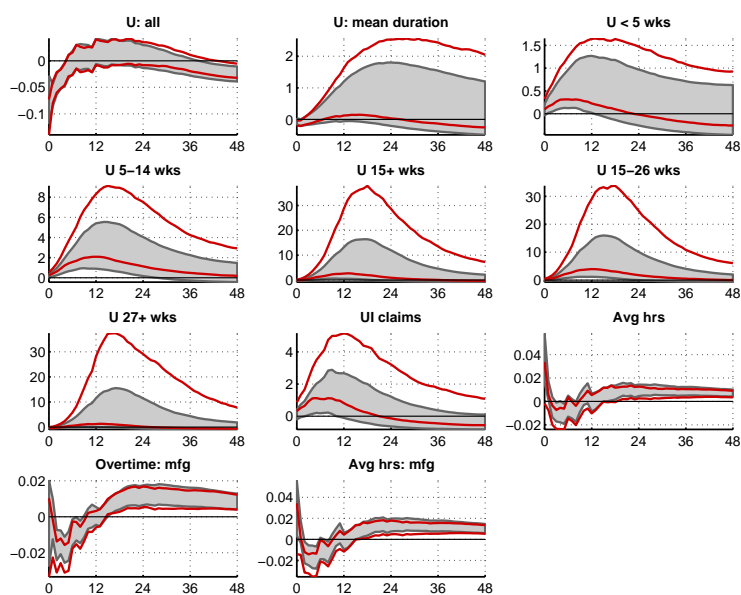 U: all
0
−0.05
−0.1
0 12 24 36 48
U: mean duration
2
1
0
0 12 24 36 48
U < 5 wks
1.5
1
0.5
0
0 12 24 36 48
U 5−14 wks
8
6
4
2
0
0 12 24 36 48
U 15+ wks
30
20
10
0
0 12 24 36 48
U 15−26 wks
30
20
10
0
0 12 24 36 48
U 27+ wks
30
20
10
0
0 12 24 36 48
UI claims
4
2
0
0 12 24 36 48
Avg hrs
0.04
0.02
0
−0.02
0 12 24 36 48
Overtime: mfg
0.02
0
−0.02
0 12 24 36 48
Avg hrs: mfg
0.04
0.02
0
−0.02
0 12 24 36 48